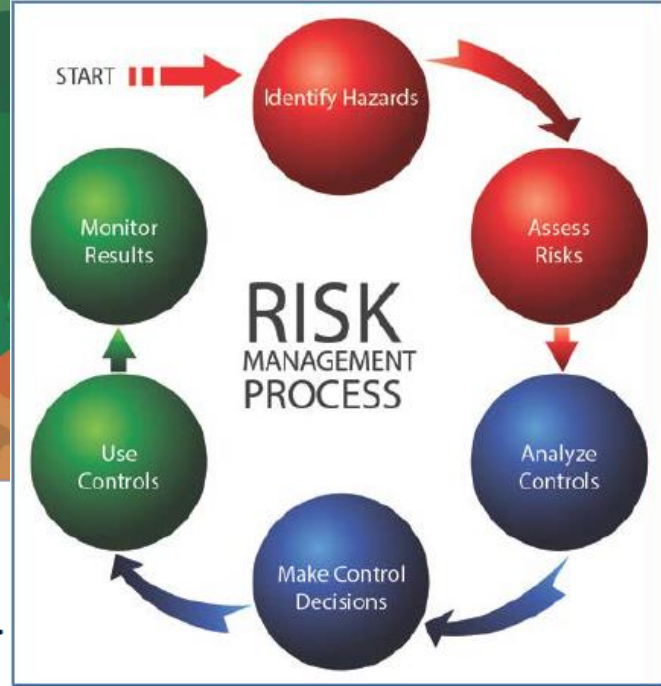 START
Identify Hazards
Assess
Risks
Analyze
Controls
Make Control
Decisions
Use
Controls
Monitor
Results
RISK
MANAGEMENT
PROCESS